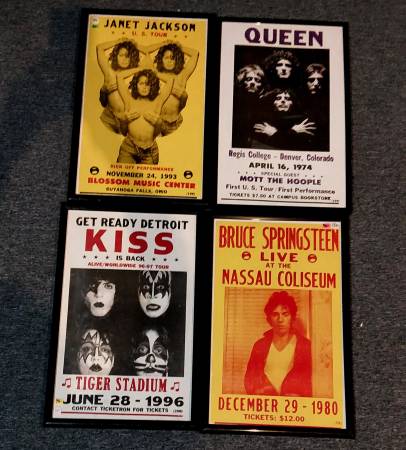 JANET JACKSON
U. S. TOUR
KICK OFF PERFORMANCE
NOVEMBER 24, 1993
BLOSSOM MUSIC CENTER
CUYAHOGA FALLS, OHIO
QUEEN
Regis College - Denver, Colorado
APRIL 16, 1974
SPECIAL GUEST
MOTT THE HOOPLE
First U. S. Tour / First Performance
TICKETS $7.00 AT CAMPUS BOOKSTORE
GET READY DETROIT
KISS
IS BACK
ALIVE/WORLDWIDE 96-97 TOUR
TIGER STADIUM
JUNE 28 - 1996
CONTACT TICKETRON FOR TICKETS
BRUCE SPRINGSTEEN
LIVE
AT THE
NASSAU COLISEUM
DECEMBER 29 - 1980
TICKETS: $12.00